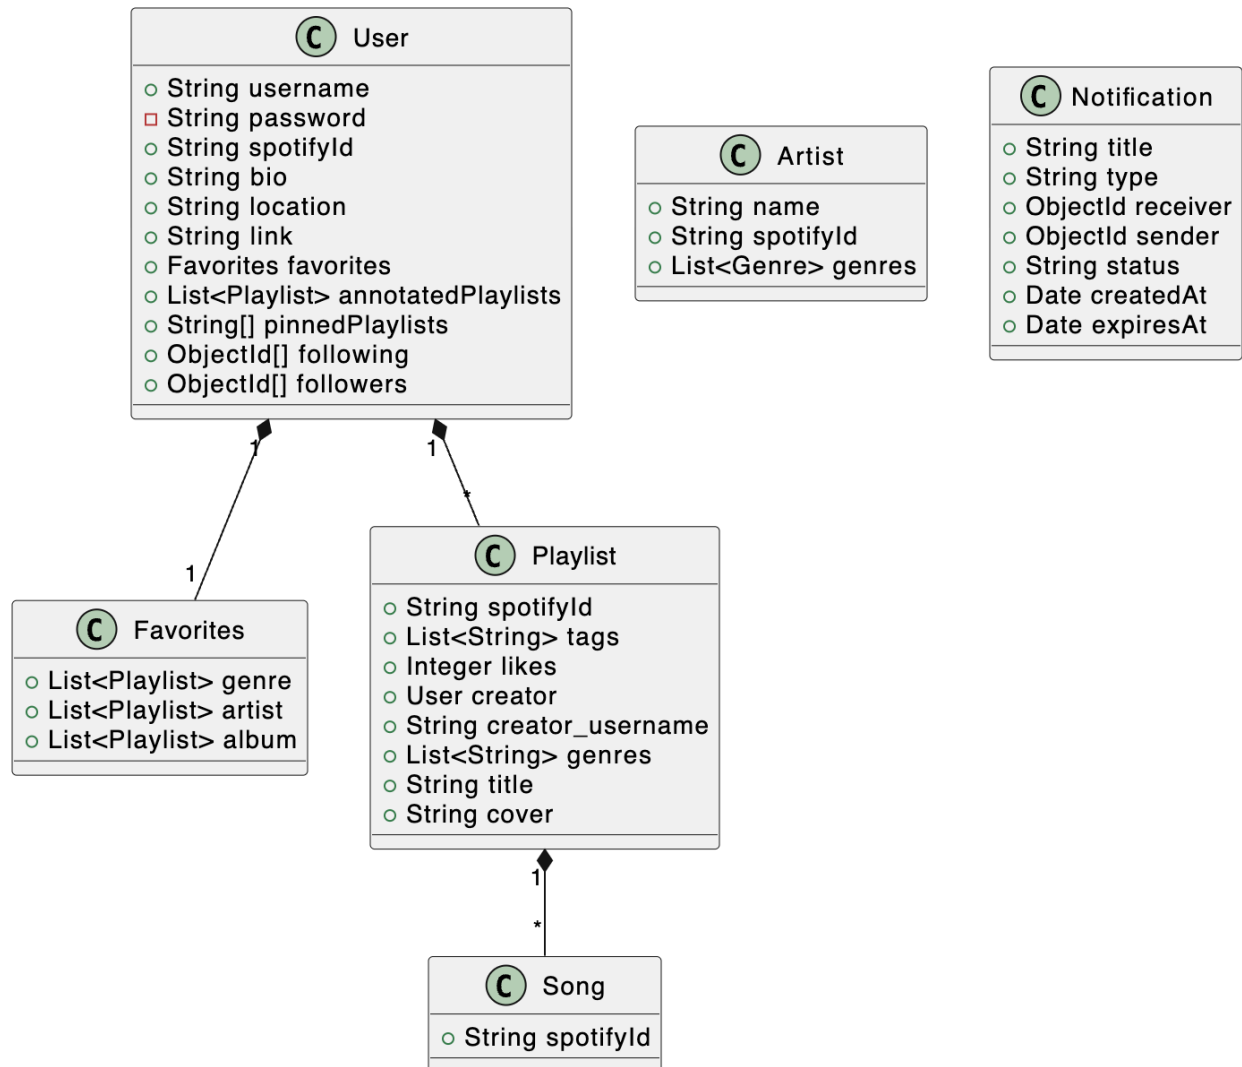 C User
String username
String password
String spotifyId
String bio
String location
String link
Favorites favorites
List<Playlist> annotatedPlaylists
String[] pinnedPlaylists
ObjectId[] following
ObjectId[] followers
C Artist
String name
String spotifyId
List<Genre> genres
C Notification
String title
String type
ObjectId receiver
ObjectId sender
String status
Date createdAt
Date expiresAt
1
1
*
1
C Favorites
List<Playlist> genre
List<Playlist> artist
List<Playlist> album
C Playlist
String spotifyId
List<String> tags
Integer likes
User creator
String creator_username
List<String> genres
String title
String cover
1
*
C Song
String spotifyId